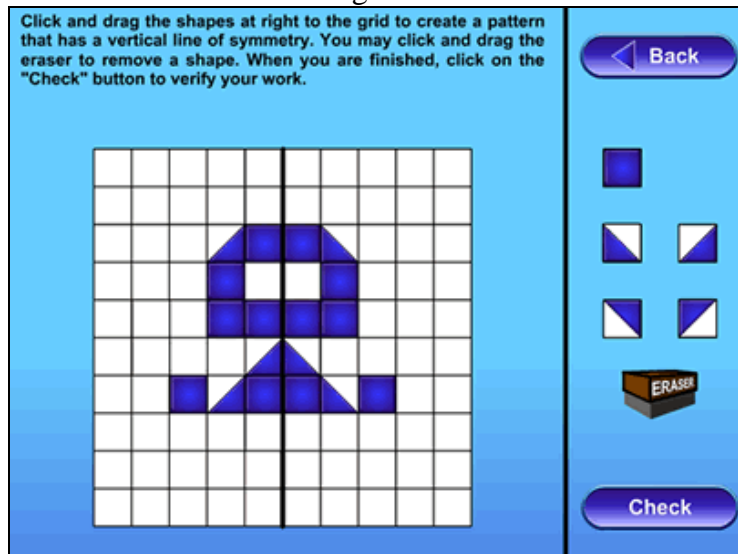 Click and drag the shapes at right to the grid to create a pattern
that has a vertical line of symmetry. You may click and drag the
eraser to remove a shape. When you are finished, click on the
"Check" button to verify your work.
Back
ERASER
Check